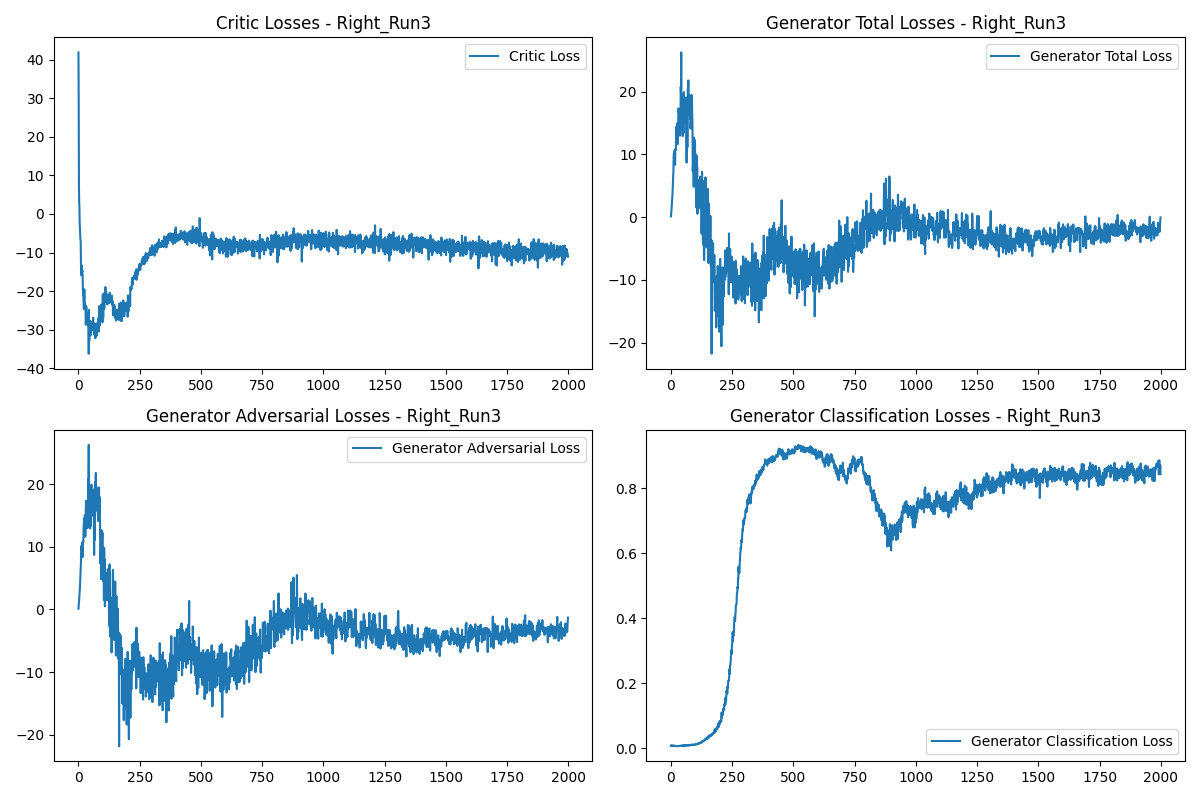 Critic Losses - Right_Run3
Critic Loss
40
30
20
10
0
−10
−20
−30
−40
0 250 500 750 1000 1250 1500 1750 2000
Generator Total Losses - Right_Run3
Generator Total Loss
20
10
0
−10
−20
0 250 500 750 1000 1250 1500 1750 2000
Generator Adversarial Losses - Right_Run3
Generator Adversarial Loss
20
10
0
−10
−20
0 250 500 750 1000 1250 1500 1750 2000
Generator Classification Losses - Right_Run3
0.8
0.6
0.4
0.2
0.0
Generator Classification Loss
0 250 500 750 1000 1250 1500 1750 2000